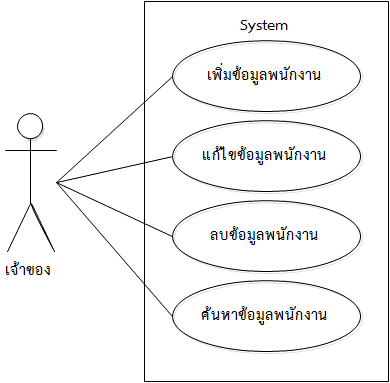 System
เพิ่มข้อมูลพนักงาน
แก้ไขข้อมูลพนักงาน
ลบข้อมูลพนักงาน
ค้นหาข้อมูลพนักงาน
เจ้าของ